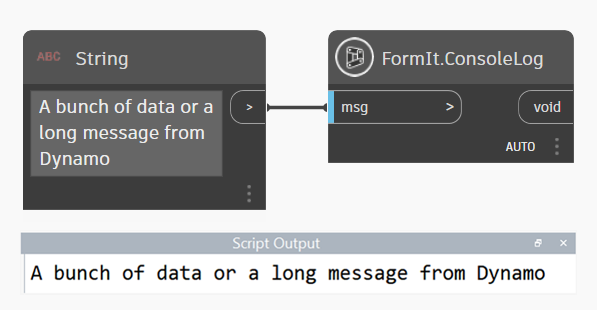 ABC String
A bunch of data or a
long message from
Dynamo
>
FormIt.ConsoleLog
msg > void
AUTO
Script Output
A bunch of data or a long message from Dynamo